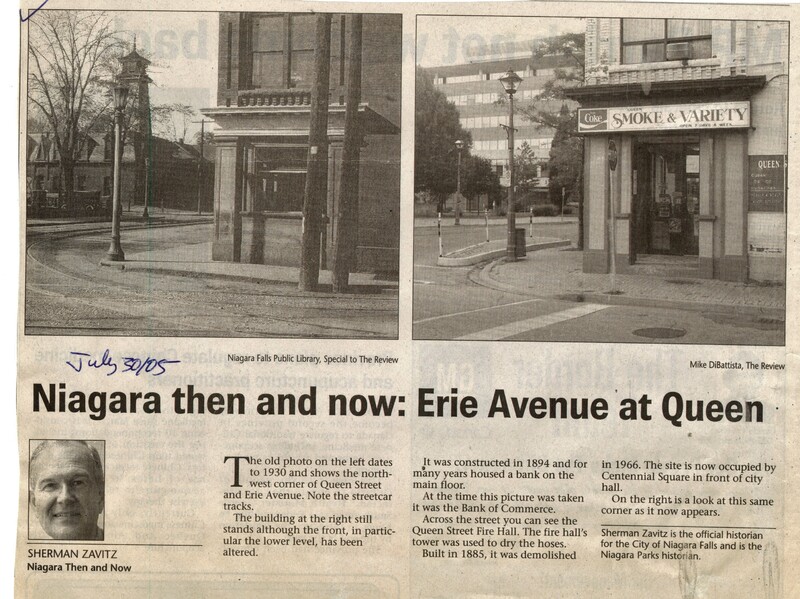 Coke
SMOKE & VARIETY
QUEEN
July 30/05
Niagara Falls Public Library, Special to The Review
Mike DiBattista, The Review
Niagara then and now: Erie Avenue at Queen
SHERMAN ZAVITZ
Niagara Then and Now
The old photo on the left dates
to 1930 and shows the north-
west corner of Queen Street
and Erie Avenue. Note the streetcar
tracks.
The building at the right still
stands although the front, in partic-
ular the lower level, has been
altered.
It was constructed in 1894 and for
many years housed a bank on the
main floor.
At the time this picture was taken
it was the Bank of Commerce.
Across the street you can see the
Queen Street Fire Hall. The fire hall's
tower was used to dry the hoses.
Built in 1885, it was demolished
in 1966. The site is now occupied by
Centennial Square in front of city
hall.
On the right is a look at this same
corner as it now appears.
Sherman Zavitz is the official historian
for the City of Niagara Falls and is the
Niagara Parks historian.